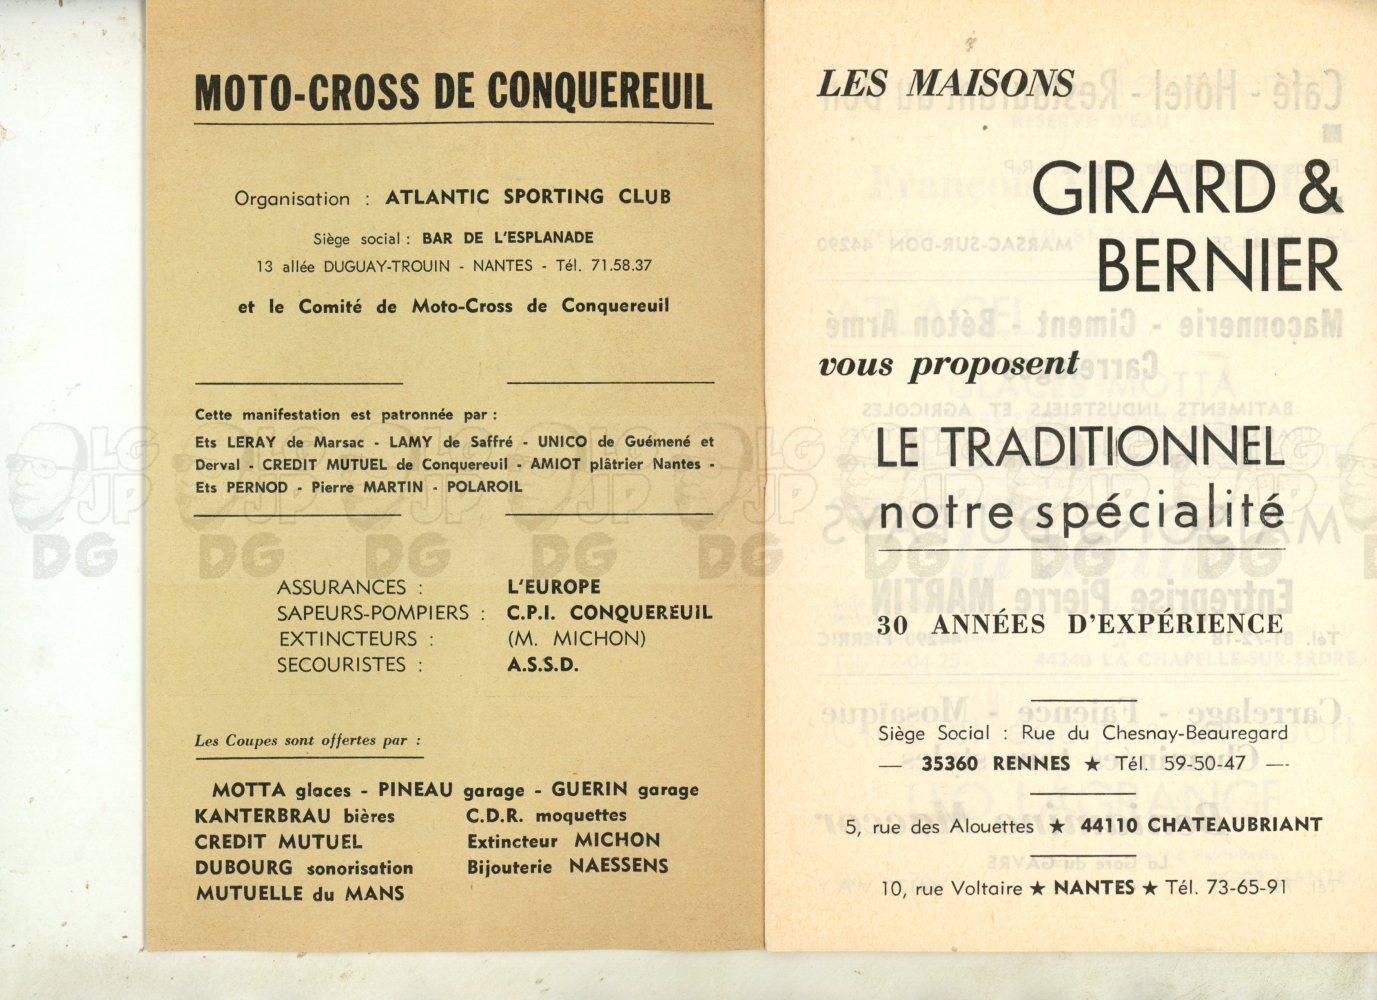 MOTO-CROSS DE CONQUEREUIL
Organisation : ATLANTIC SPORTING CLUB
Siège social : BAR DE L'ESPLANADE
13 allée DUGUAY-TROUIN - NANTES - Tél. 71.58.37
et le Comité de Moto-Cross de Conquereuil
Cette manifestation est patronnée par :
Ets LERAY de Marsac - LAMY de Saffré - UNICO de Guémené et
Derval - CREDIT MUTUEL de Conquereuil - AMIOT plâtrier Nantes -
Ets PERNOD - Pierre MARTIN - POLAROIL
ASSURANCES : L'EUROPE
SAPEURS-POMPIERS : C.P.I. CONQUEREUIL
EXTINCTEURS : (M. MICHON)
SECOURISTES : A.S.S.D.
Les Coupes sont offertes par :
MOTTA glaces - PINEAU garage - GUERIN garage
KANTERBRAU bières C.D.R. moquettes
CREDIT MUTUEL Extincteur MICHON
DUBOURG sonorisation Bijouterie NAESSENS
MUTUELLE du MANS
LES MAISONS
GIRARD &
BERNIER
vous proposent
LE TRADITIONNEL
notre spécialité
30 ANNÉES D'EXPÉRIENCE
Siège Social : Rue du Chesnay-Beauregard
— 35360 RENNES ★ Tél. 59-50-47 —
5, rue des Alouettes ★ 44110 CHATEAUBRIANT
10, rue Voltaire ★ NANTES ★ Tél. 73-65-91
LG JP DG